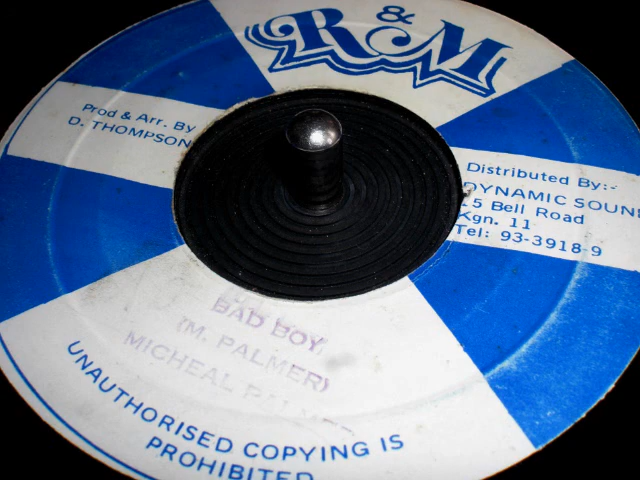 R & M
Prod & Arr. By
D. THOMPSON
Distributed By:-
DYNAMIC SOUN
15 Bell Road
Kgn. 11
Tel: 93-3918-9
BAD BOY
(M. PALMER)
MICHEAL PALMER
UNAUTHORISED COPYING IS
PROHIBITED